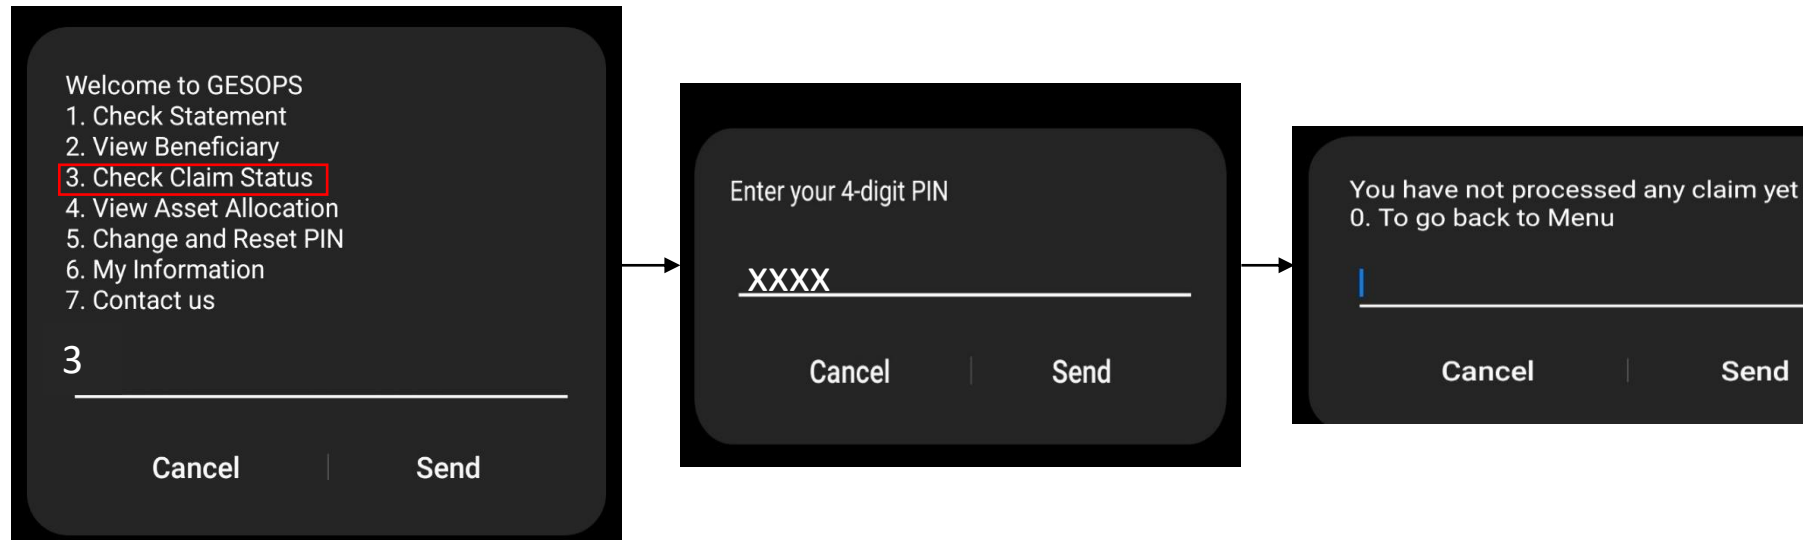 Welcome to GESOPS
1. Check Statement
2. View Beneficiary
3. Check Claim Status
4. View Asset Allocation
5. Change and Reset PIN
6. My Information
7. Contact us
3
Cancel Send
Enter your 4-digit PIN
XXXX
Cancel Send
You have not processed any claim yet
0. To go back to Menu
Cancel Send